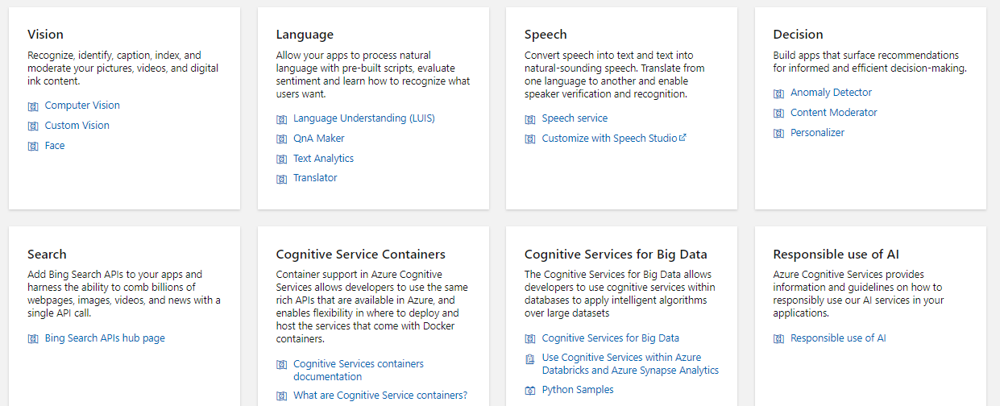 Vision
Recognize, identify, caption, index, and
moderate your pictures, videos, and digital
ink content.
Computer Vision
Custom Vision
Face
Language
Allow your apps to process natural
language with pre-built scripts, evaluate
sentiment and learn how to recognize what
users want.
Language Understanding (LUIS)
QnA Maker
Text Analytics
Translator
Speech
Convert speech into text and text into
natural-sounding speech. Translate from
one language to another and enable
speaker verification and recognition.
Speech service
Customize with Speech Studio
Decision
Build apps that surface recommendations
for informed and efficient decision-making.
Anomaly Detector
Content Moderator
Personalizer
Search
Add Bing Search APIs to your apps and
harness the ability to comb billions of
webpages, images, videos, and news with a
single API call.
Bing Search APIs hub page
Cognitive Service Containers
Container support in Azure Cognitive
Services allows developers to use the same
rich APIs that are available in Azure, and
enables flexibility in where to deploy and
host the services that come with Docker
containers.
Cognitive Services containers
documentation
What are Cognitive Service containers?
Cognitive Services for Big Data
The Cognitive Services for Big Data allows
developers to use cognitive services within
databases to apply intelligent algorithms
over large datasets
Cognitive Services for Big Data
Use Cognitive Services within Azure
Databricks and Azure Synapse Analytics
Python Samples
Responsible use of AI
Azure Cognitive Services provides
information and guidelines on how to
responsibly use our AI services in your
applications.
Responsible use of AI